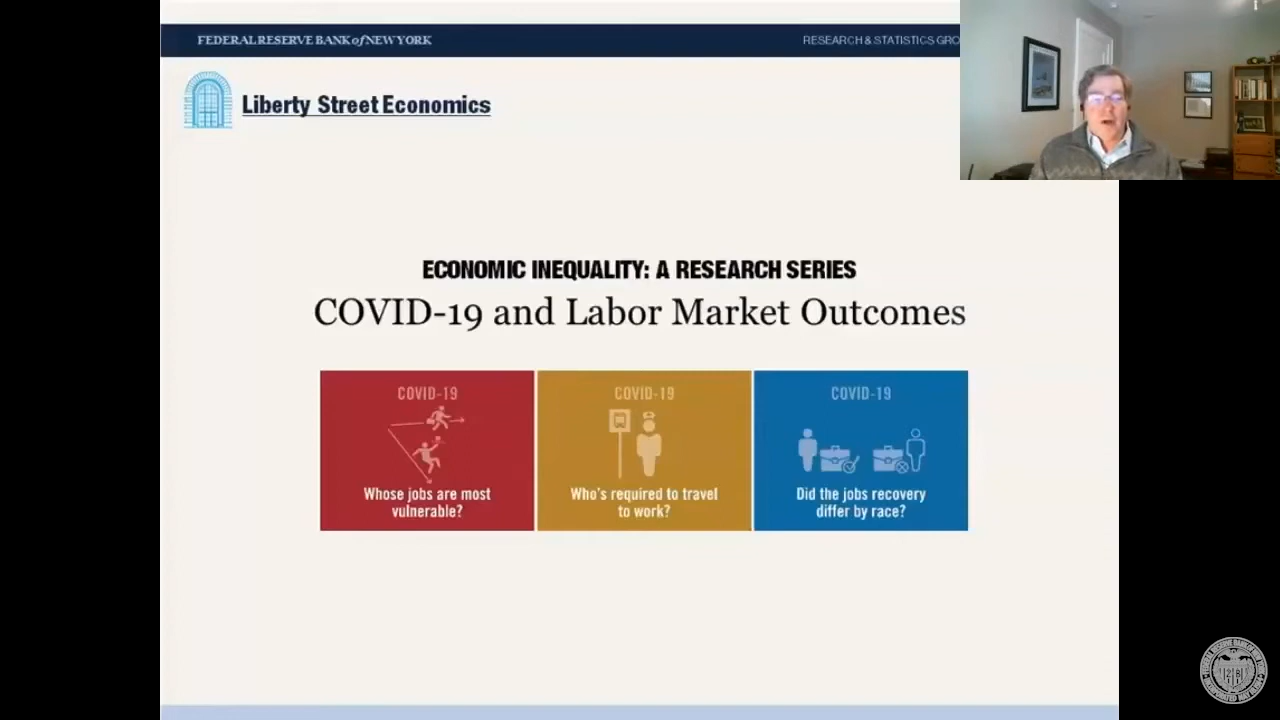 FEDERAL RESERVE BANK of NEW YORK
RESEARCH & STATISTICS GRO
Liberty Street Economics
ECONOMIC INEQUALITY: A RESEARCH SERIES
COVID-19 and Labor Market Outcomes
COVID-19
Whose jobs are most
vulnerable?
COVID-19
Who's required to travel
to work?
COVID-19
Did the jobs recovery
differ by race?